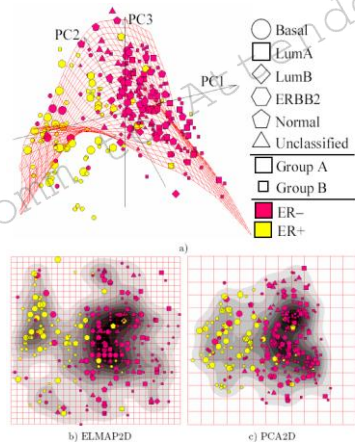 PC3
PC2
PC1
Basal
LumA
LumB
ERBB2
Normal
Unclassified
Group A
Group B
ER−
ER+
a)
b) ELMAP2D
c) PCA2D